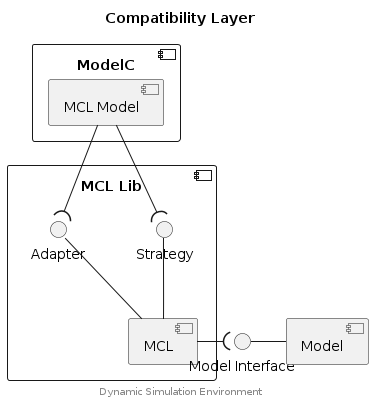 Compatibility Layer
ModelC
MCL Model
MCL Lib
Adapter
Strategy
MCL
Model Interface
Model
Dynamic Simulation Environment